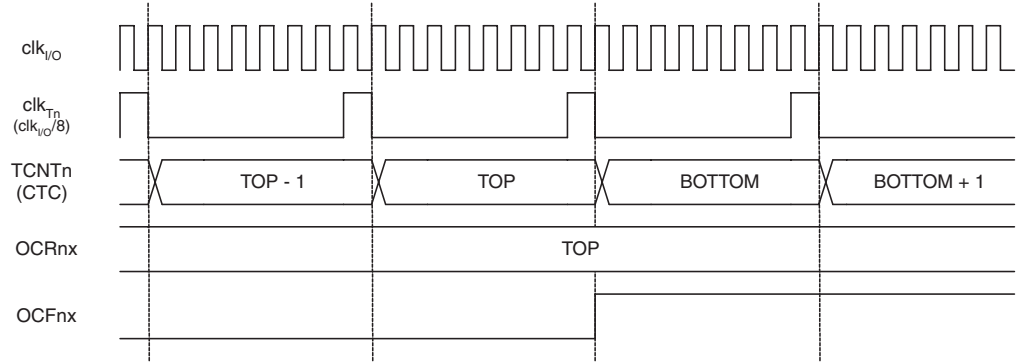 clkI/O
clkTn
(clkI/O/8)
TCNTn
(CTC)
TOP - 1
TOP
BOTTOM
BOTTOM + 1
OCRnx
TOP
OCFnx